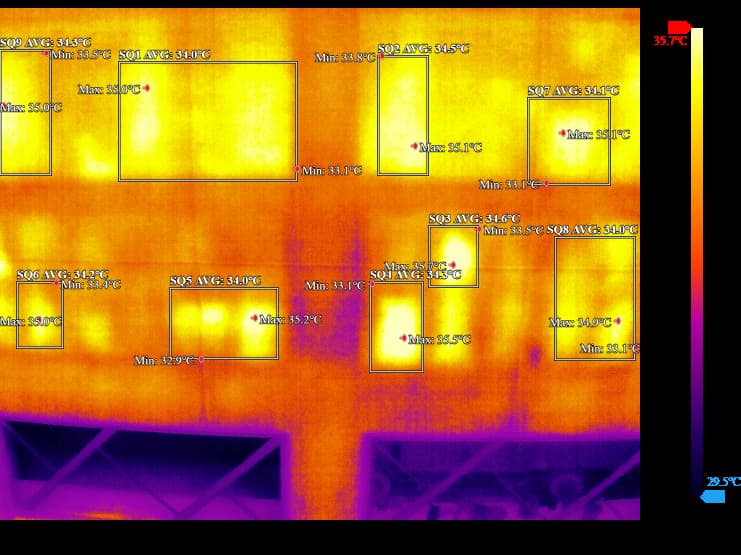 35.7°C
SQ9 AVG: 34.3°C
Min: 33.5°C
Max: 35.0°C
SQ1 AVG: 34.0°C
Max: 35.0°C
Min: 33.1°C
SQ2 AVG: 34.5°C
Min: 33.8°C
Max: 35.1°C
SQ7 AVG: 34.1°C
Max: 35.1°C
Min: 33.1°C
SQ3 AVG: 34.6°C
Min: 33.5°C
Max: 35.7°C
SQ8 AVG: 34.0°C
Max: 34.9°C
Min: 33.1°C
SQ6 AVG: 34.2°C
Min: 33.4°C
Max: 35.0°C
SQ5 AVG: 34.0°C
Max: 35.2°C
Min: 32.9°C
SQ4 AVG: 34.3°C
Min: 33.1°C
Max: 35.5°C
29.5°C